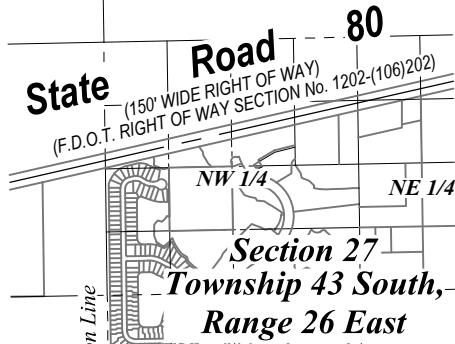 State Road 80
(150' WIDE RIGHT OF WAY)
(F.D.O.T. RIGHT OF WAY SECTION No. 1202-(106)202)
NW 1/4
NE 1/4
Section 27
Township 43 South,
Range 26 East
Line